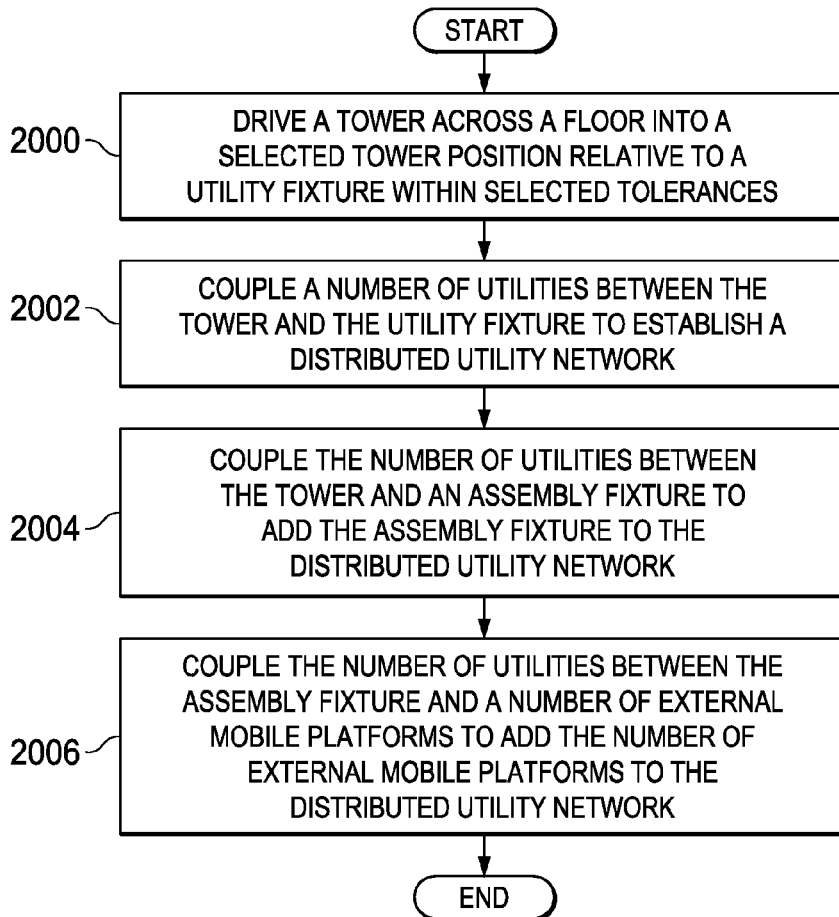 START
2000
DRIVE A TOWER ACROSS A FLOOR INTO A
SELECTED TOWER POSITION RELATIVE TO A
UTILITY FIXTURE WITHIN SELECTED TOLERANCES
2002
COUPLE A NUMBER OF UTILITIES BETWEEN THE
TOWER AND THE UTILITY FIXTURE TO ESTABLISH A
DISTRIBUTED UTILITY NETWORK
2004
COUPLE THE NUMBER OF UTILITIES BETWEEN
THE TOWER AND AN ASSEMBLY FIXTURE TO
ADD THE ASSEMBLY FIXTURE TO THE
DISTRIBUTED UTILITY NETWORK
2006
COUPLE THE NUMBER OF UTILITIES BETWEEN THE
ASSEMBLY FIXTURE AND A NUMBER OF EXTERNAL
MOBILE PLATFORMS TO ADD THE NUMBER OF
EXTERNAL MOBILE PLATFORMS TO THE
DISTRIBUTED UTILITY NETWORK
END